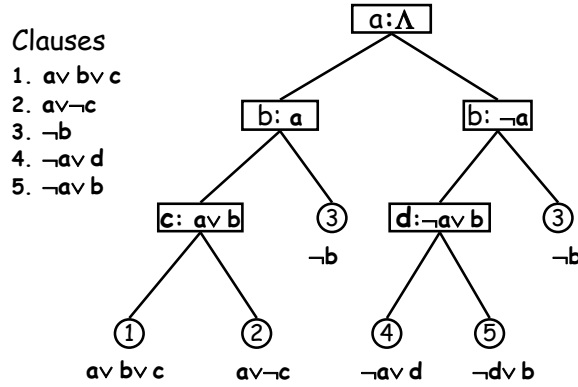 Clauses
1. a∨ b∨ c
2. a∨¬c
3. ¬b
4. ¬a∨ d
5. ¬a∨ b
a:Λ
b: a
b: ¬a
c: a∨ b
3
d:¬a∨ b
3
¬b
¬b
1
2
4
5
a∨ b∨ c
a∨¬c
¬a∨ d
¬d∨ b